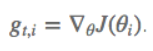 g_{t,i} = ∇_θ J(θ_i).